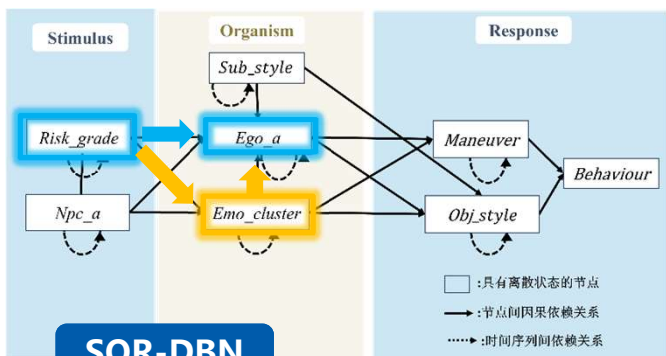 Stimulus
Organism
Response
Sub_style
Risk_grade
Ego_a
Maneuver
Behaviour
Npc_a
Emo_cluster
Obj_style
:具有离散状态的节点
:节点间因果依赖关系
:时间序列间依赖关系
SOR-DBN